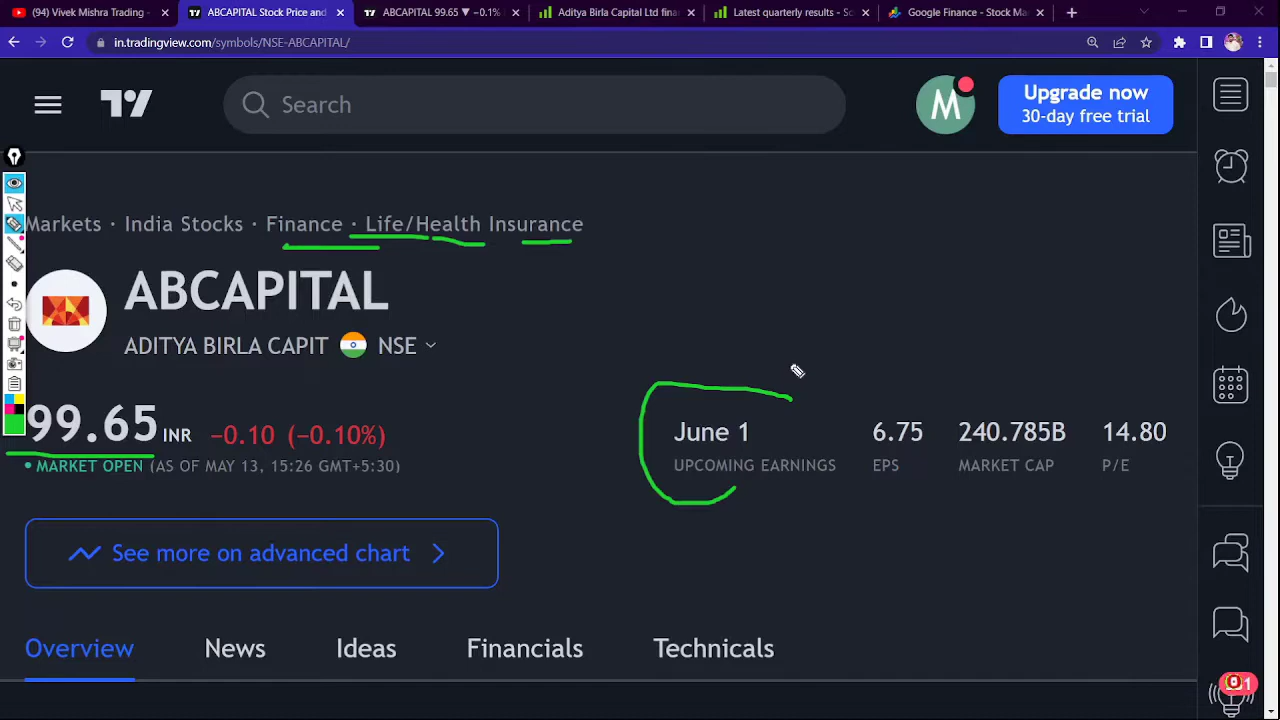 (94) Vivek Mishra Trading -
ABCAPITAL Stock Price and
ABCAPITAL 99.65 ▼ −0.1%
Aditya Birla Capital Ltd fina
Latest quarterly results - Sc
Google Finance - Stock Ma
in.tradingview.com/symbols/NSE-ABCAPITAL/
Search
M
Upgrade now
30-day free trial
Markets · India Stocks · Finance · Life/Health Insurance
ABCAPITAL
ADITYA BIRLA CAPIT NSE
99.65 INR −0.10 (−0.10%)
• MARKET OPEN (AS OF MAY 13, 15:26 GMT+5:30)
June 1 6.75 240.785B 14.80
UPCOMING EARNINGS EPS MARKET CAP P/E
See more on advanced chart
Overview News Ideas Financials Technicals